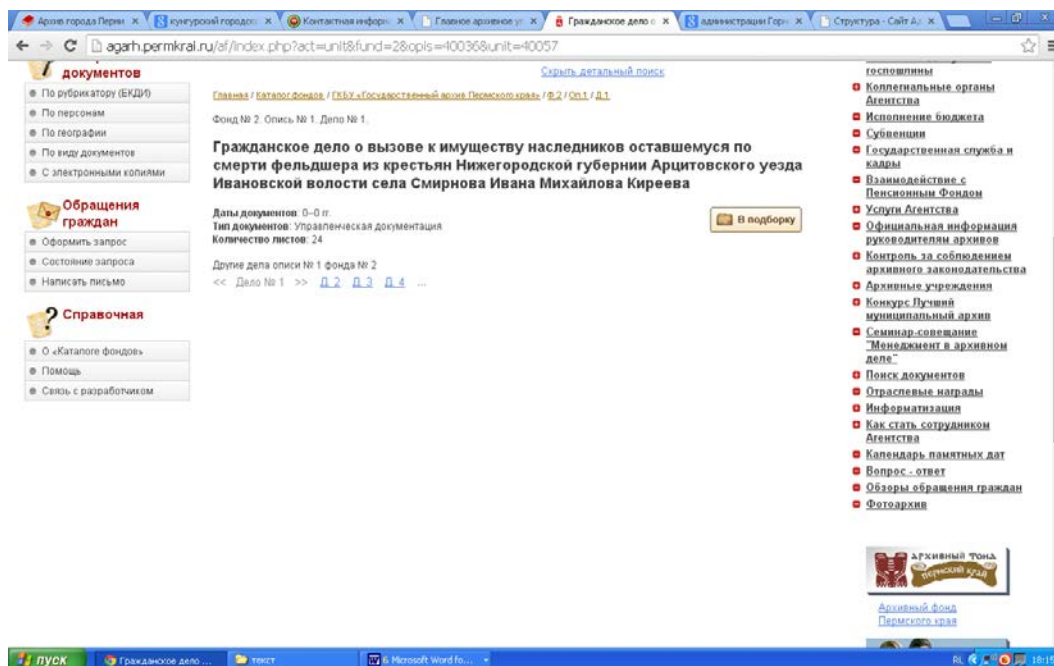 Архив города Перми
кунгурский городско
Контактная информ
Главное архивное уп
Гражданское дело о
администрации Горн
Структура - Сайт Ад
agarh.permkrai.ru/af/index.php?act=unit&fund=2&opis=40036&unit=40057
документов
По рубрикатору (ЕКДИ)
По персонам
По географии
По виду документов
С электронными копиями
Обращения
граждан
Оформить запрос
Состояние запроса
Написать письмо
Справочная
О «Каталоге фондов»
Помощь
Связь с разработчиком
Скрыть детальный поиск
Главная / Каталог фондов / ГКБУ «Государственный архив Пермского края» / Ф.2 / Оп.1 / Д.1
Фонд № 2. Опись № 1. Дело № 1.
Гражданское дело о вызове к имуществу наследников оставшемуся по
смерти фельдшера из крестьян Нижегородской губернии Арцитовского уезда
Ивановской волости села Смирнова Ивана Михайлова Киреева
Даты документов: 0–0 гг.
Тип документов: Управленческая документация
Количество листов: 24
В подборку
Другие дела описи № 1 фонда № 2
<< Дело № 1 >> Д. 2 Д. 3 Д. 4 ...
госпошлины
Коллегиальные органы
Агентства
Исполнение бюджета
Субвенции
Государственная служба и
кадры
Взаимодействие с
Пенсионным Фондом
Услуги Агентства
Официальная информация
руководителям архивов
Контроль за соблюдением
архивного законодательства
Архивные учреждения
Конкурс Лучший
муниципальный архив
Семинар-совещание
"Менеджмент в архивном
деле"
Поиск документов
Отраслевые награды
Информатизация
Как стать сотрудником
Агентства
Календарь памятных дат
Вопрос - ответ
Обзоры обращения граждан
Фотоархив
АРХИВНЫЙ ФОНД
ПЕРМСКИЙ КРАЙ
Архивный фонд
Пермского края
пуск
Гражданское дело ...
текст
6 Microsoft Word fo...
RL
18:15